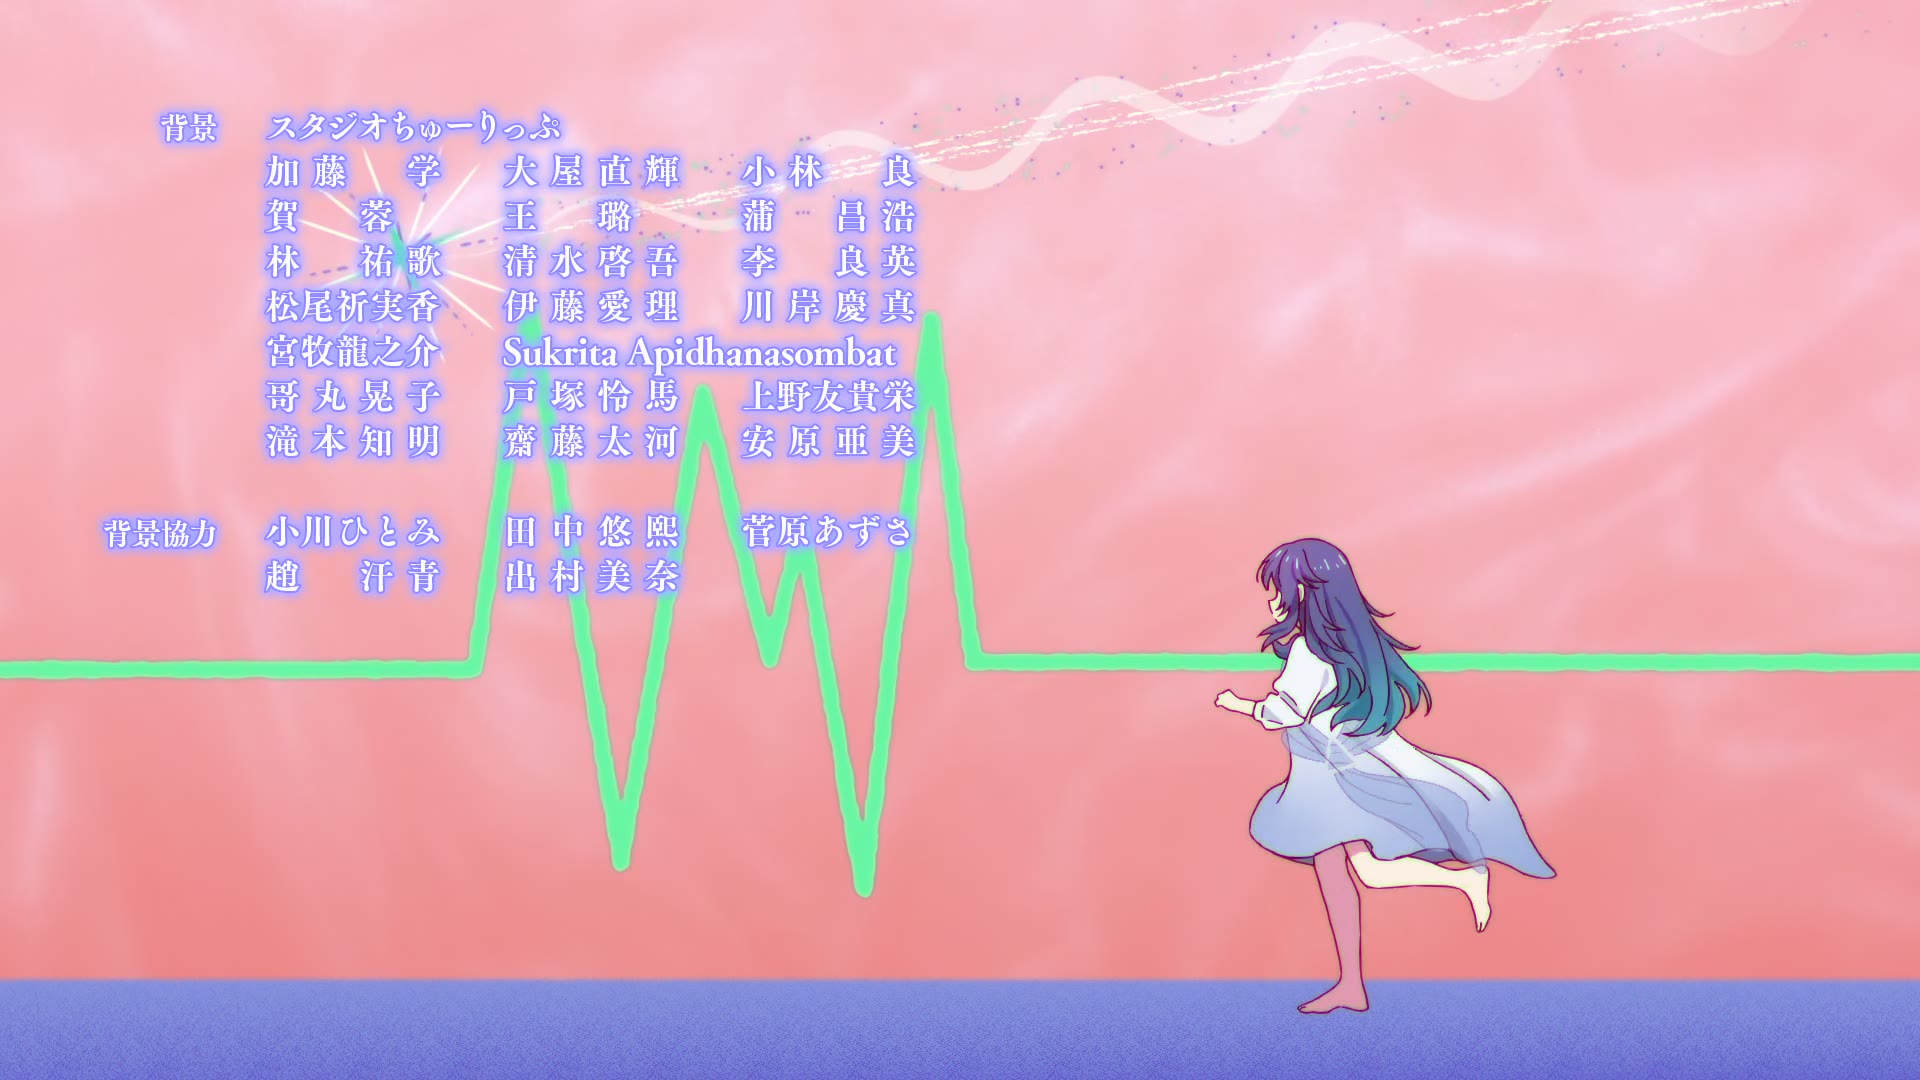 背景 スタジオちゅーりっぷ
加藤 学 大屋直輝 小林 良
賀 蓉 王 璐 蒲 昌浩
林 祐歌 清水啓吾 李 良英
松尾祈実香 伊藤愛理 川岸慶真
宮牧龍之介 Sukrita Apidhanasombat
哥丸晃子 戸塚怜馬 上野友貴栄
滝本知明 齋藤太河 安原亜美
背景協力 小川ひとみ 田中悠熙 菅原あずさ
趙 汗青 出村美奈